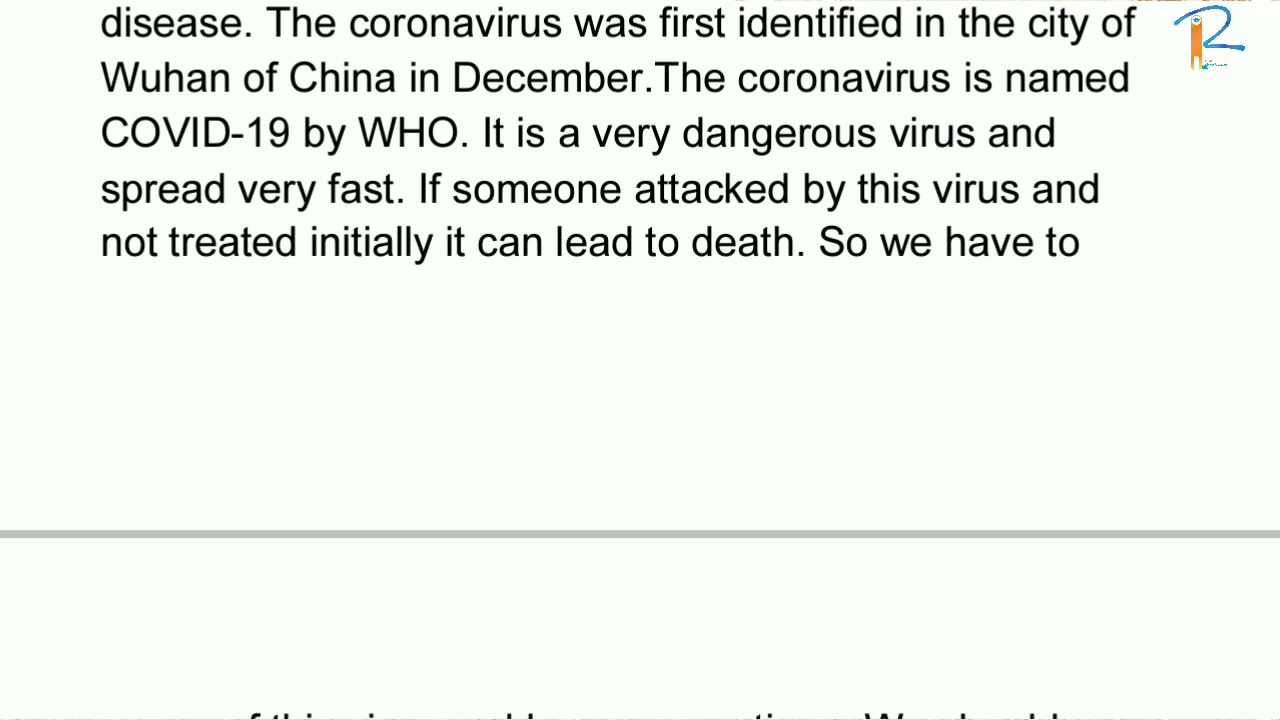 disease. The coronavirus was first identified in the city of
Wuhan of China in December.The coronavirus is named
COVID-19 by WHO. It is a very dangerous virus and
spread very fast. If someone attacked by this virus and
not treated initially it can lead to death. So we have to